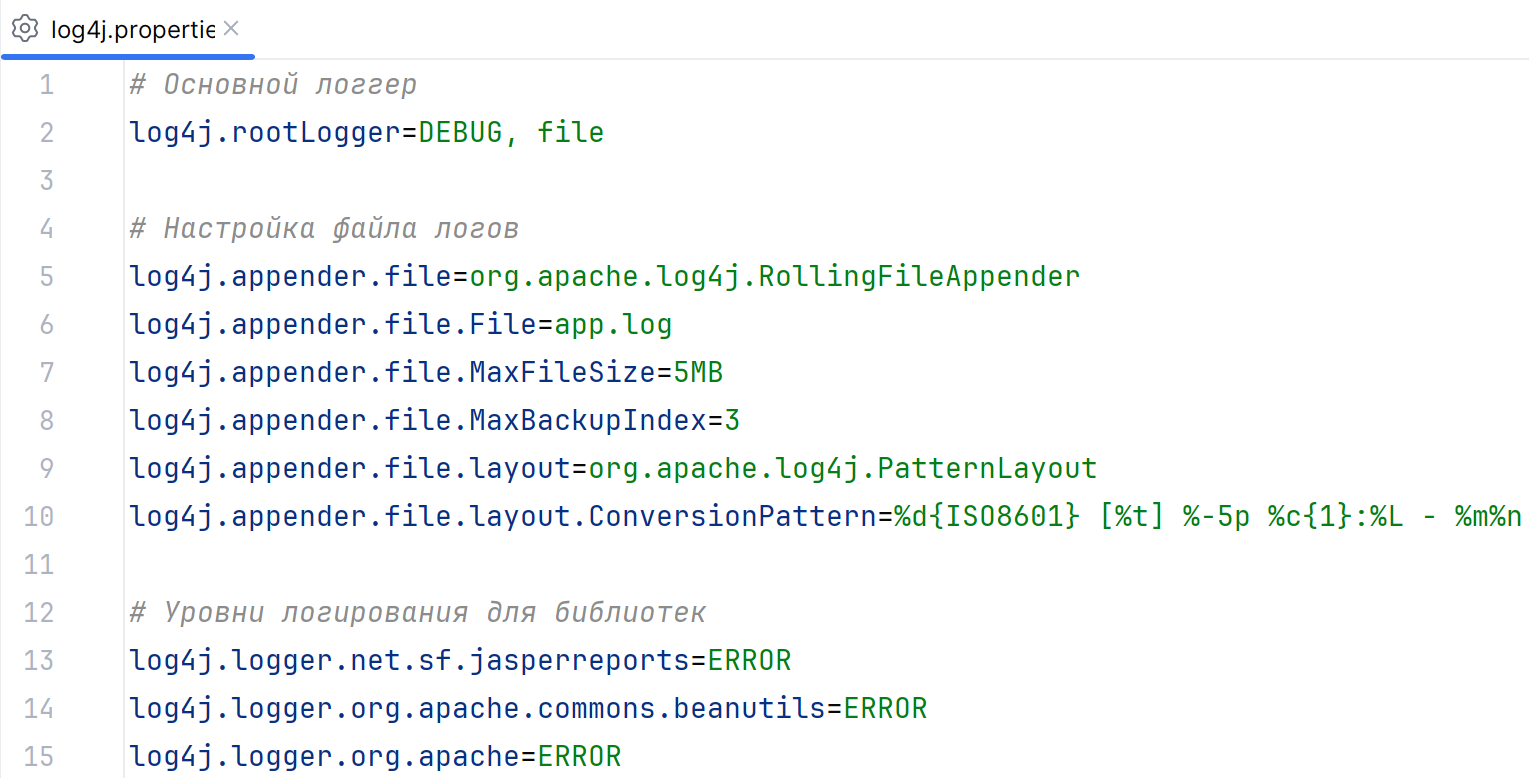 log4j.propertie
1 # Основной логгер
2 log4j.rootLogger=DEBUG, file
3
4 # Настройка файла логов
5 log4j.appender.file=org.apache.log4j.RollingFileAppender
6 log4j.appender.file.File=app.log
7 log4j.appender.file.MaxFileSize=5MB
8 log4j.appender.file.MaxBackupIndex=3
9 log4j.appender.file.layout=org.apache.log4j.PatternLayout
10 log4j.appender.file.layout.ConversionPattern=%d{ISO8601} [%t] %-5p %c{1}:%L - %m%n
11
12 # Уровни логирования для библиотек
13 log4j.logger.net.sf.jasperreports=ERROR
14 log4j.logger.org.apache.commons.beanutils=ERROR
15 log4j.logger.org.apache=ERROR